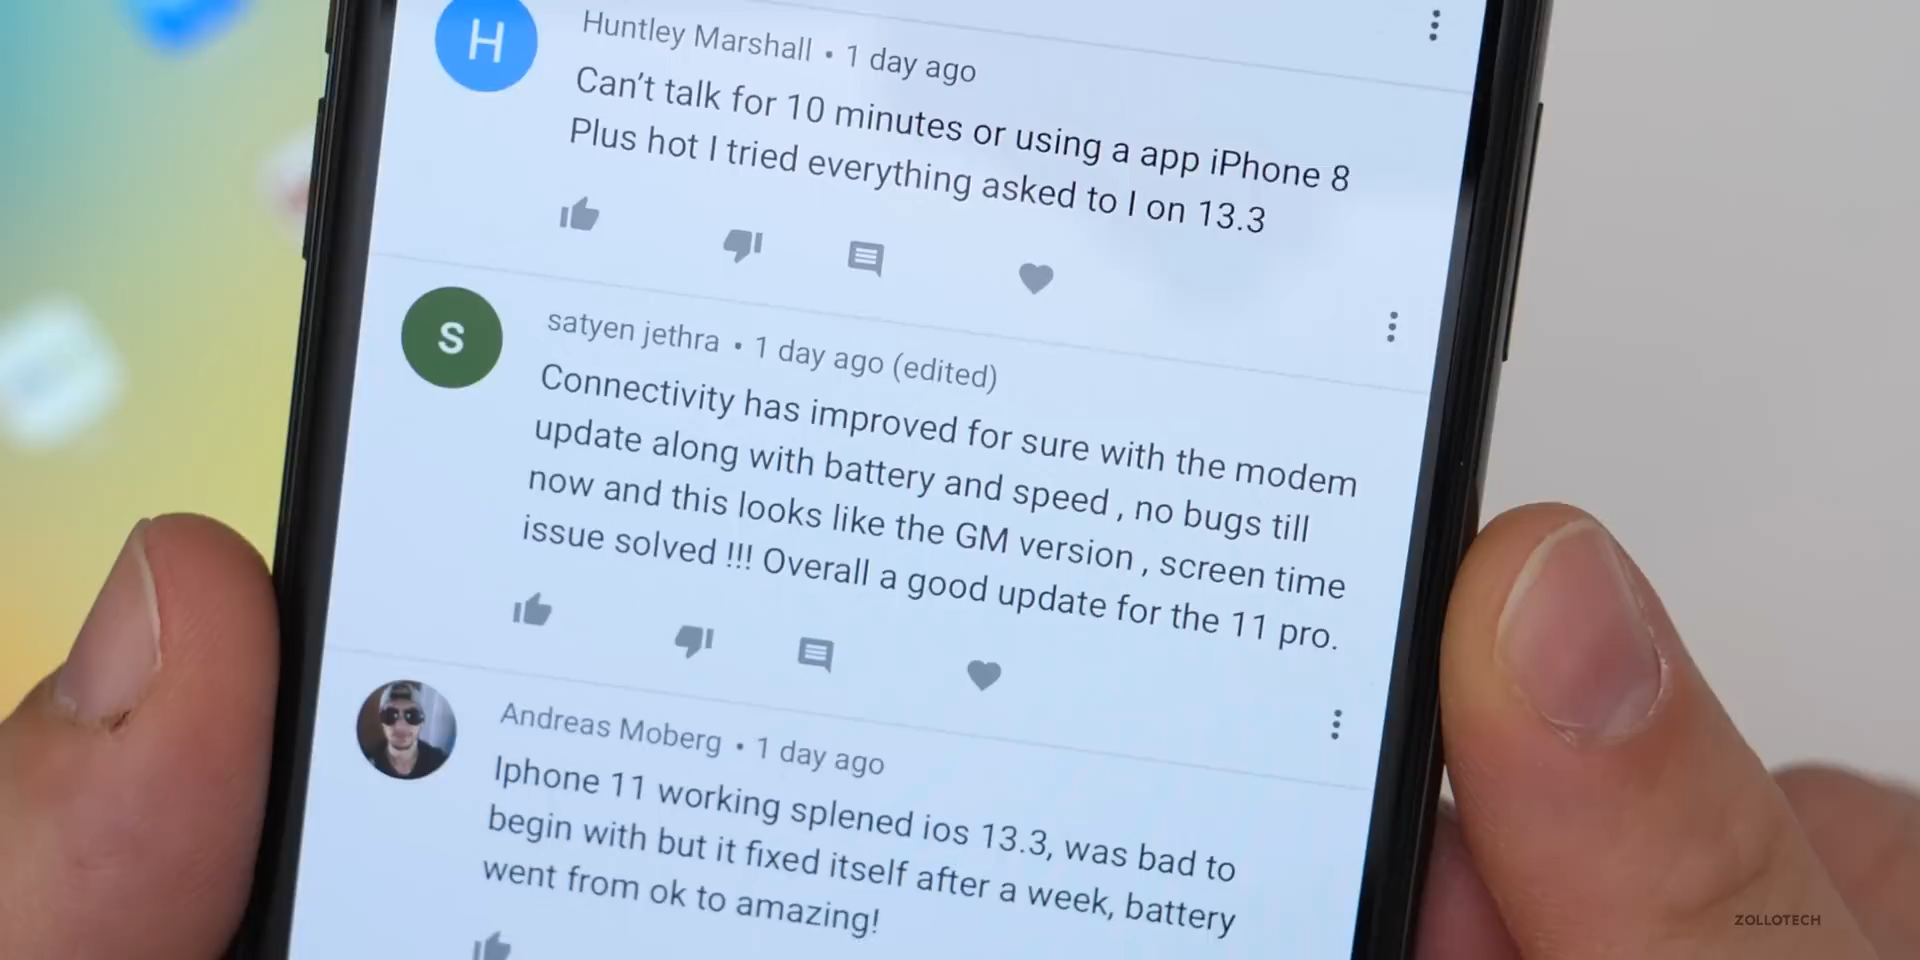 H
Huntley Marshall • 1 day ago
Can't talk for 10 minutes or using a app iPhone 8
Plus hot I tried everything asked to I on 13.3
S
satyen jethra • 1 day ago (edited)
Connectivity has improved for sure with the modem
update along with battery and speed , no bugs till
now and this looks like the GM version , screen time
issue solved !!! Overall a good update for the 11 pro.
Andreas Moberg • 1 day ago
Iphone 11 working splened ios 13.3, was bad to
begin with but it fixed itself after a week, battery
went from ok to amazing!
ZOLLOTECH